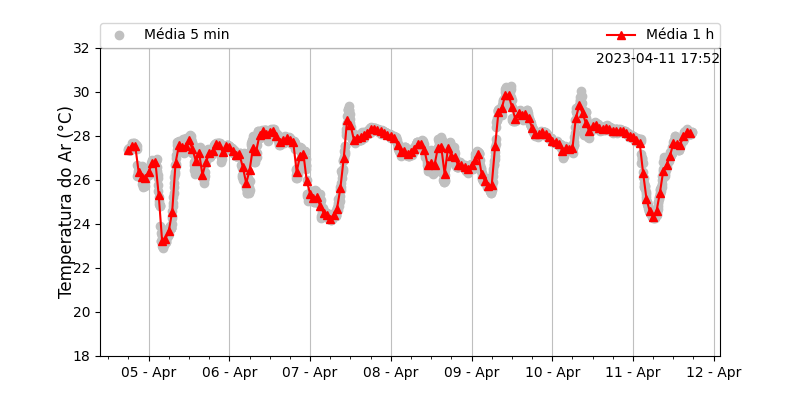 Média 5 min
Média 1 h
2023-04-11 17:52
Temperatura do Ar (°C)
32
30
28
26
24
22
20
18
05 - Apr
06 - Apr
07 - Apr
08 - Apr
09 - Apr
10 - Apr
11 - Apr
12 - Apr